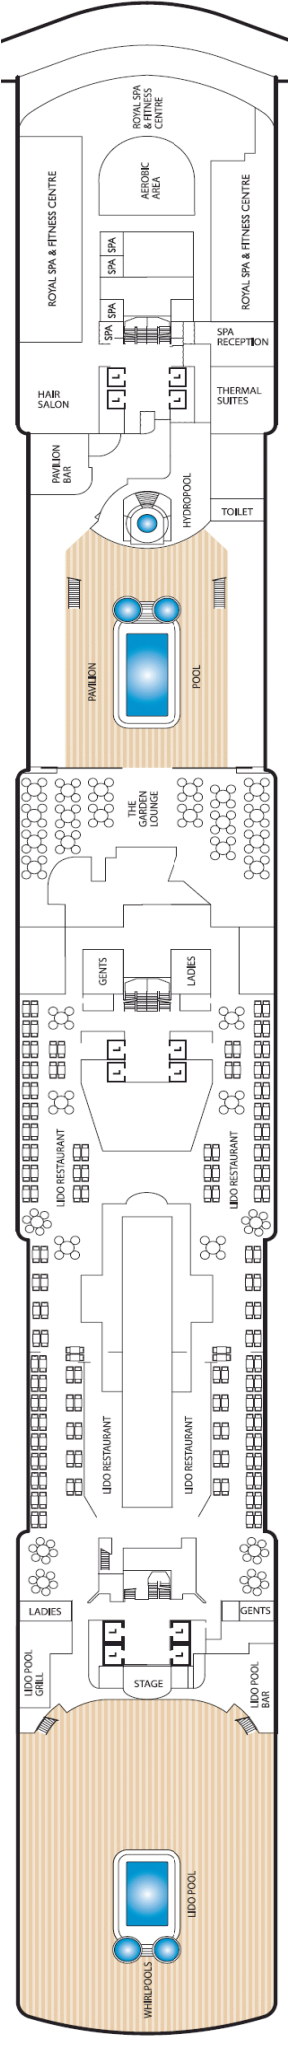 ROYAL SPA
& FITNESS
CENTRE
AEROBIC
AREA
ROYAL SPA & FITNESS CENTRE
ROYAL SPA & FITNESS CENTRE
SPA
SPA
SPA
SPA
SPA
RECEPTION
L
L
L
L
HAIR
SALON
THERMAL
SUITES
PAVILION
BAR
HYDROPOOL
TOILET
PAVILION
POOL
THE
GARDEN
LOUNGE
GENTS
LADIES
L
L
L
L
LIDO RESTAURANT
LIDO RESTAURANT
LIDO RESTAURANT
LIDO RESTAURANT
LADIES
GENTS
L
L
L
L
LIDO POOL
GRILL
STAGE
LIDO POOL
BAR
LIDO POOL
WHIRLPOOLS